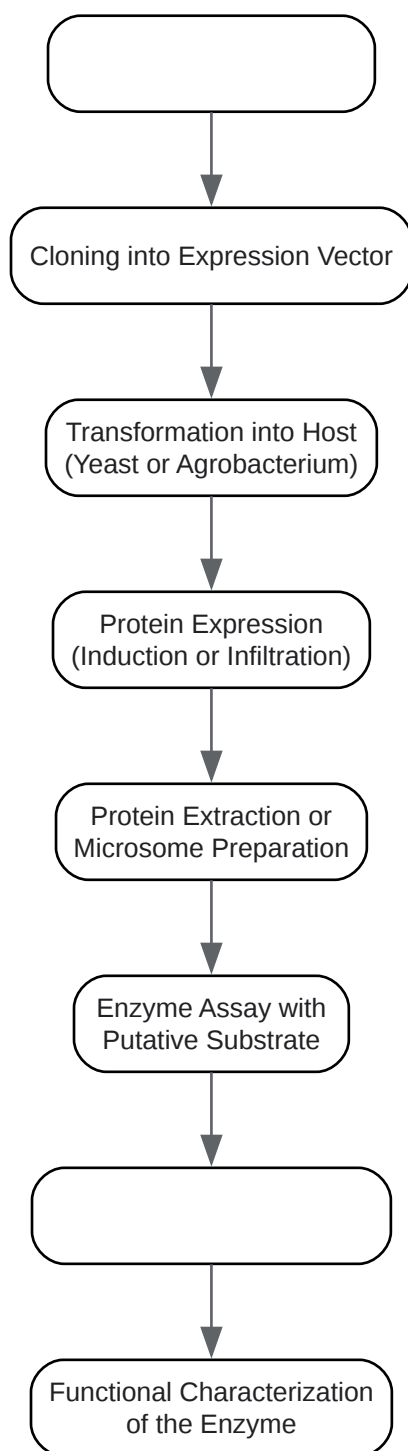 Cloning into Expression Vector
Transformation into Host
(Yeast or Agrobacterium)
Protein Expression
(Induction or Infiltration)
Protein Extraction or
Microsome Preparation
Enzyme Assay with
Putative Substrate
Functional Characterization
of the Enzyme